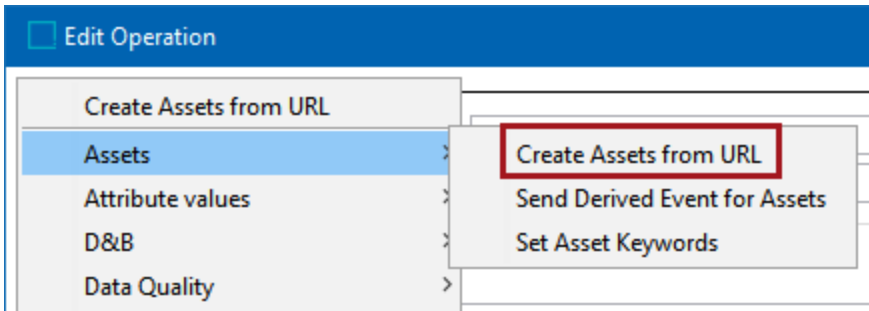 Edit Operation
Create Assets from URL
Assets
Attribute values
D&B
Data Quality
Create Assets from URL
Send Derived Event for Assets
Set Asset Keywords